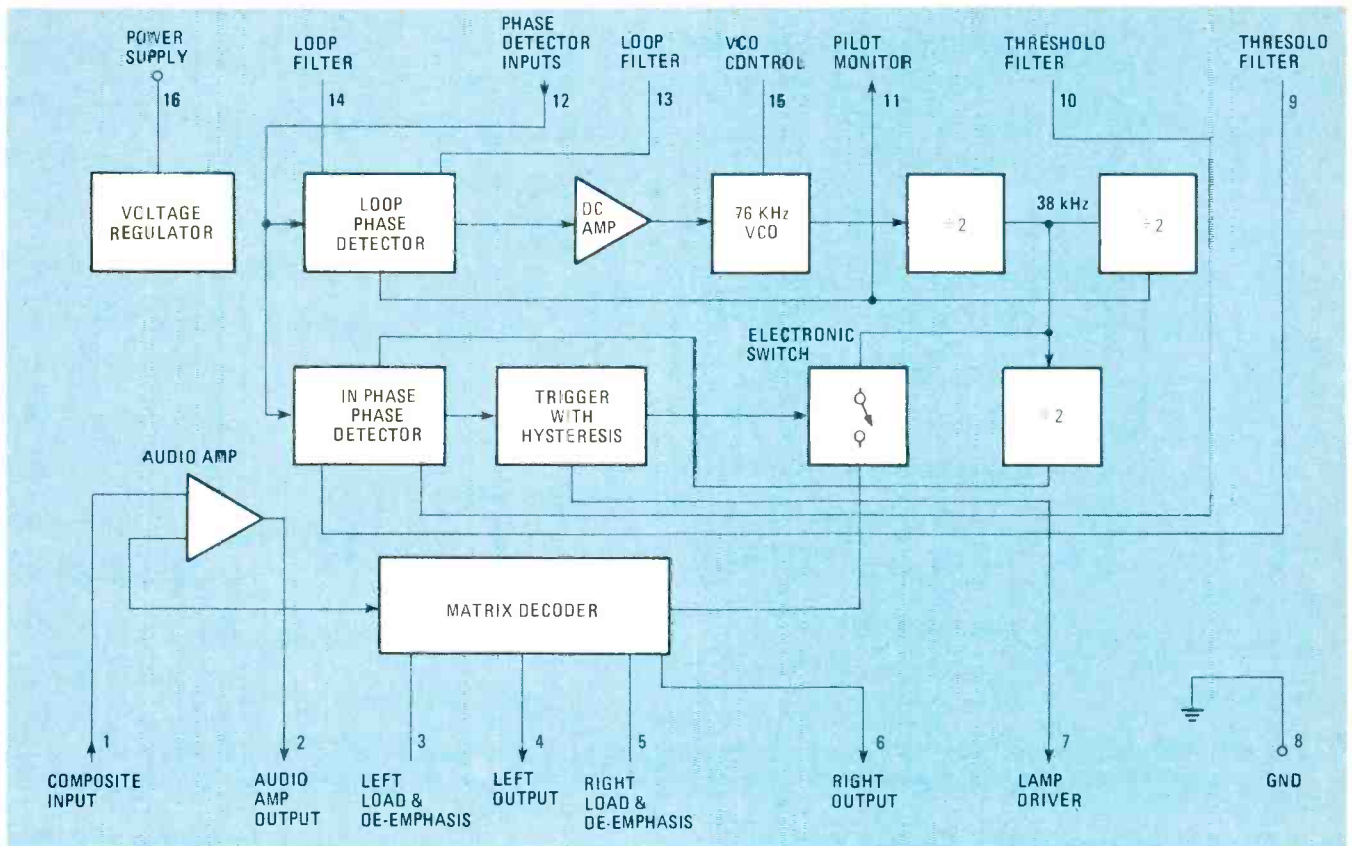 POWER
SUPPLY
16
LOOP
FILTER
14
PHASE
DETECTOR
INPUTS
12
LOOP
FILTER
13
VCO
CONTROL
15
PILOT
MONITOR
11
THRESHOLO
FILTER
10
THRESOLO
FILTER
9
VOLTAGE
REGULATOR
LOOP
PHASE
DETECTOR
DC
AMP
76 KHz
VCO
÷2
38 kHz
÷2
IN PHASE
PHASE
DETECTOR
TRIGGER
WITH
HYSTERESIS
ELECTRONIC
SWITCH
÷2
AUDIO AMP
MATRIX DECODER
1
COMPOSITE
INPUT
2
AUDIO
AMP
OUTPUT
3
LEFT
LOAD &
DE-EMPHASIS
4
LEFT
OUTPUT
5
RIGHT
LOAD &
DE-EMPHASIS
6
RIGHT
OUTPUT
7
LAMP
DRIVER
8
GND